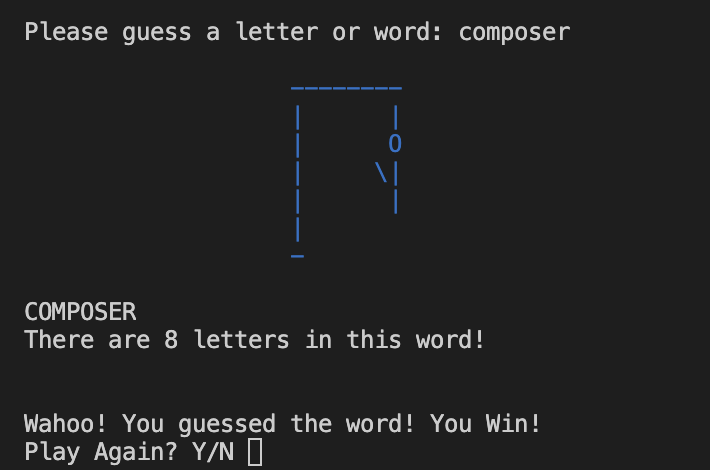 Please guess a letter or word: composer
COMPOSER
There are 8 letters in this word!
Wahoo! You guessed the word! You Win!
Play Again? Y/N